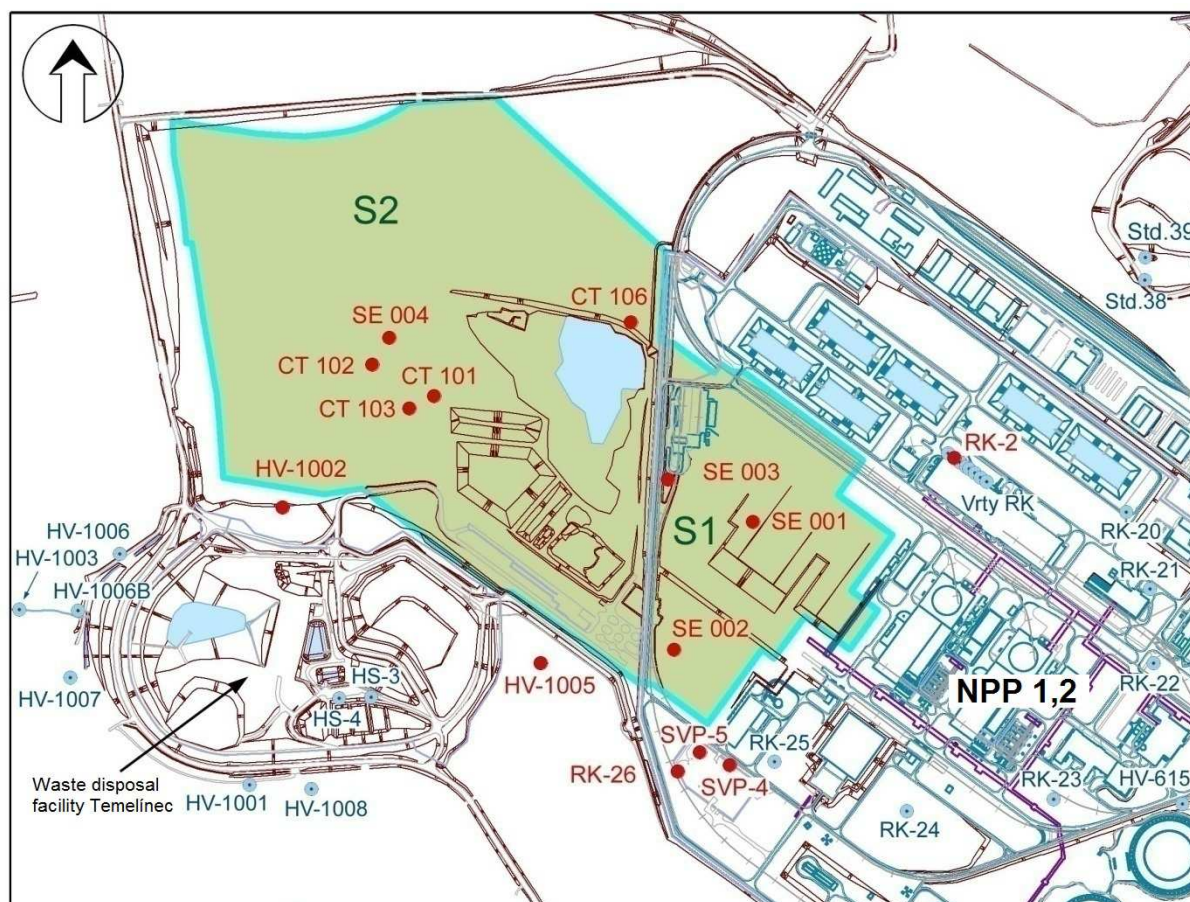 S2
Std.39
Std.38
CT 106
SE 004
CT 102
CT 101
CT 103
RK-2
HV-1002
SE 003
Vrty RK
S1
SE 001
RK-20
HV-1006
HV-1003
HV-1006B
RK-21
SE 002
HV-1007
HS-3
HV-1005
NPP 1,2
RK-22
HS-4
SVP-5
RK-25
RK-26
SVP-4
RK-23
HV-615
Waste disposal
facility Temelínec
HV-1001
HV-1008
RK-24